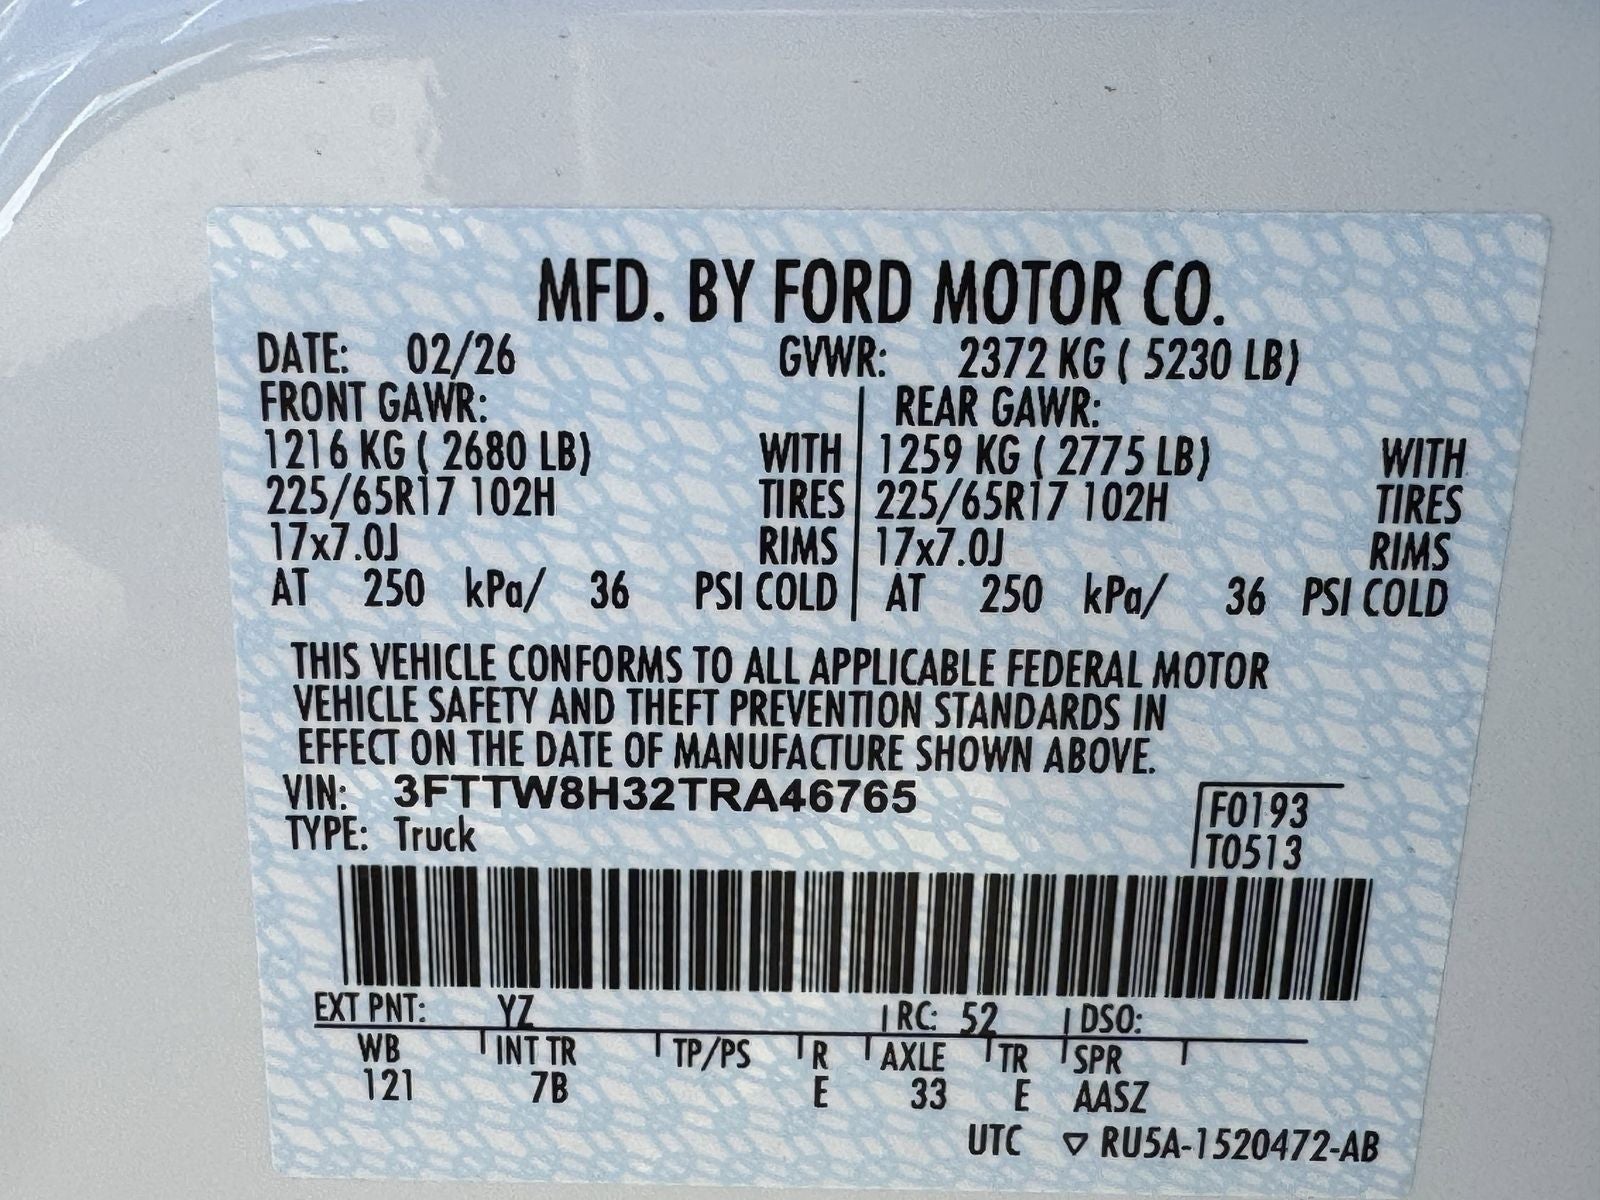 MFD. BY FORD MOTOR CO.
DATE: 02/26 GVWR: 2372 KG ( 5230 LB)
FRONT GAWR: REAR GAWR:
1216 KG ( 2680 LB) WITH 1259 KG ( 2775 LB) WITH
225/65R17 102H TIRES 225/65R17 102H TIRES
17x7.0J RIMS 17x7.0J RIMS
AT 250 kPa/ 36 PSI COLD AT 250 kPa/ 36 PSI COLD
THIS VEHICLE CONFORMS TO ALL APPLICABLE FEDERAL MOTOR
VEHICLE SAFETY AND THEFT PREVENTION STANDARDS IN
EFFECT ON THE DATE OF MANUFACTURE SHOWN ABOVE.
VIN: 3FTTW8H32TRA46765 F0193
TYPE: Truck T0513
EXT PNT: YZ RC: 52 DSO:
WB INT TR TP/PS R AXLE TR SPR
121 7B E 33 E AASZ
UTC ▽ RU5A-1520472-AB